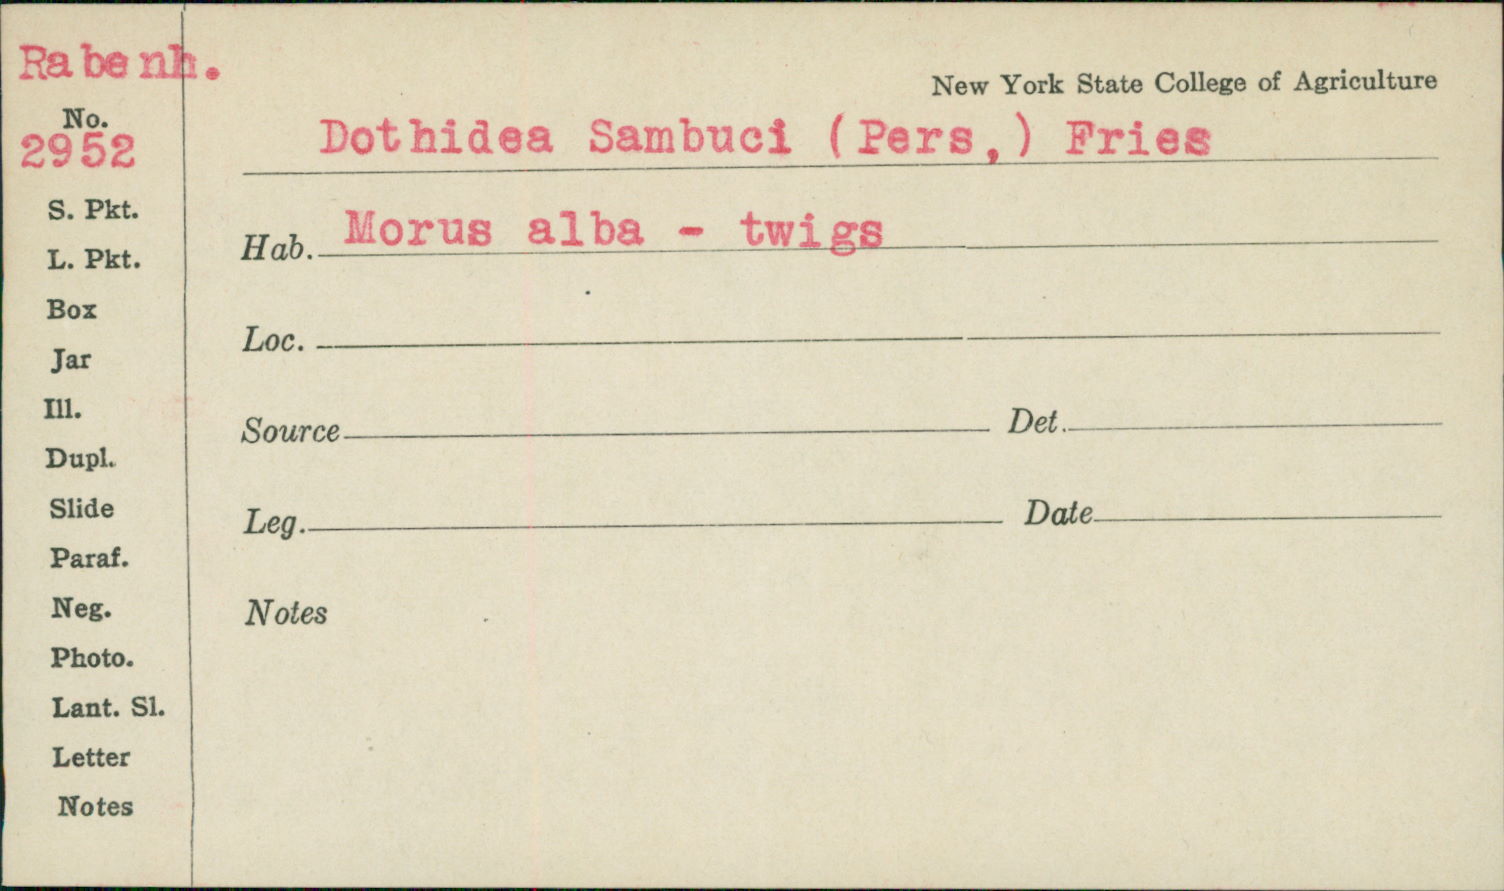 Rabenh.
New York State College of Agriculture
No.
2952
Dothidea Sambuci (Pers,) Fries
S. Pkt.
Hab. Morus alba - twigs
L. Pkt.
Box
Loc.
Jar
Ill.
Source Det.
Dupl.
Slide
Leg. Date
Paraf.
Neg.
Notes
Photo.
Lant. Sl.
Letter
Notes